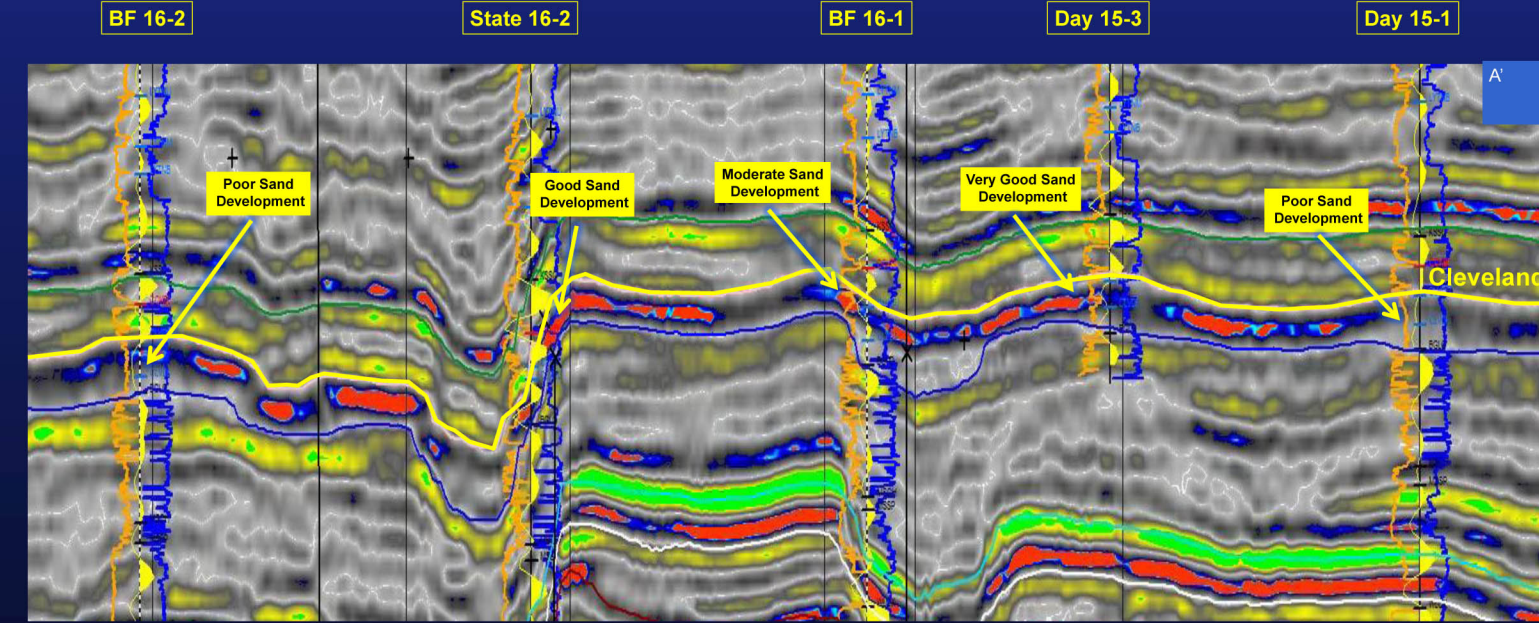 BF 16-2
State 16-2
BF 16-1
Day 15-3
Day 15-1
A'
Poor Sand
Development
Good Sand
Development
Moderate Sand
Development
Very Good Sand
Development
Poor Sand
Development
Cleveland